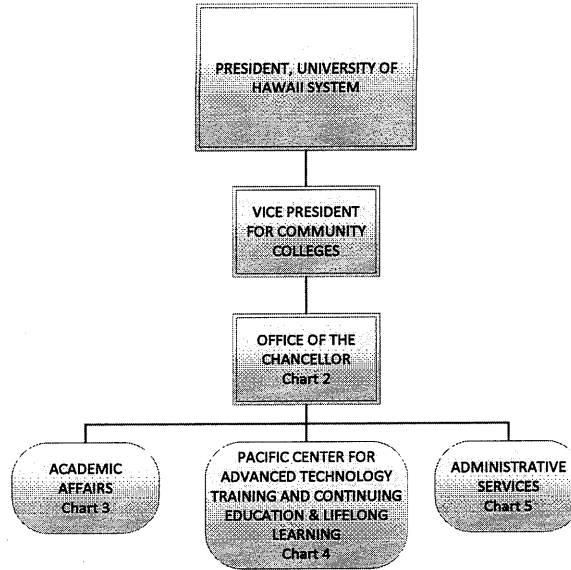 PRESIDENT, UNIVERSITY OF
HAWAII SYSTEM
VICE PRESIDENT
FOR COMMUNITY
COLLEGES
OFFICE OF THE
CHANCELLOR
Chart 2
ACADEMIC
AFFAIRS
Chart 3
PACIFIC CENTER FOR
ADVANCED TECHNOLOGY
TRAINING AND CONTINUING
EDUCATION & LIFELONG
LEARNING
Chart 4
ADMINISTRATIVE
SERVICES
Chart 5